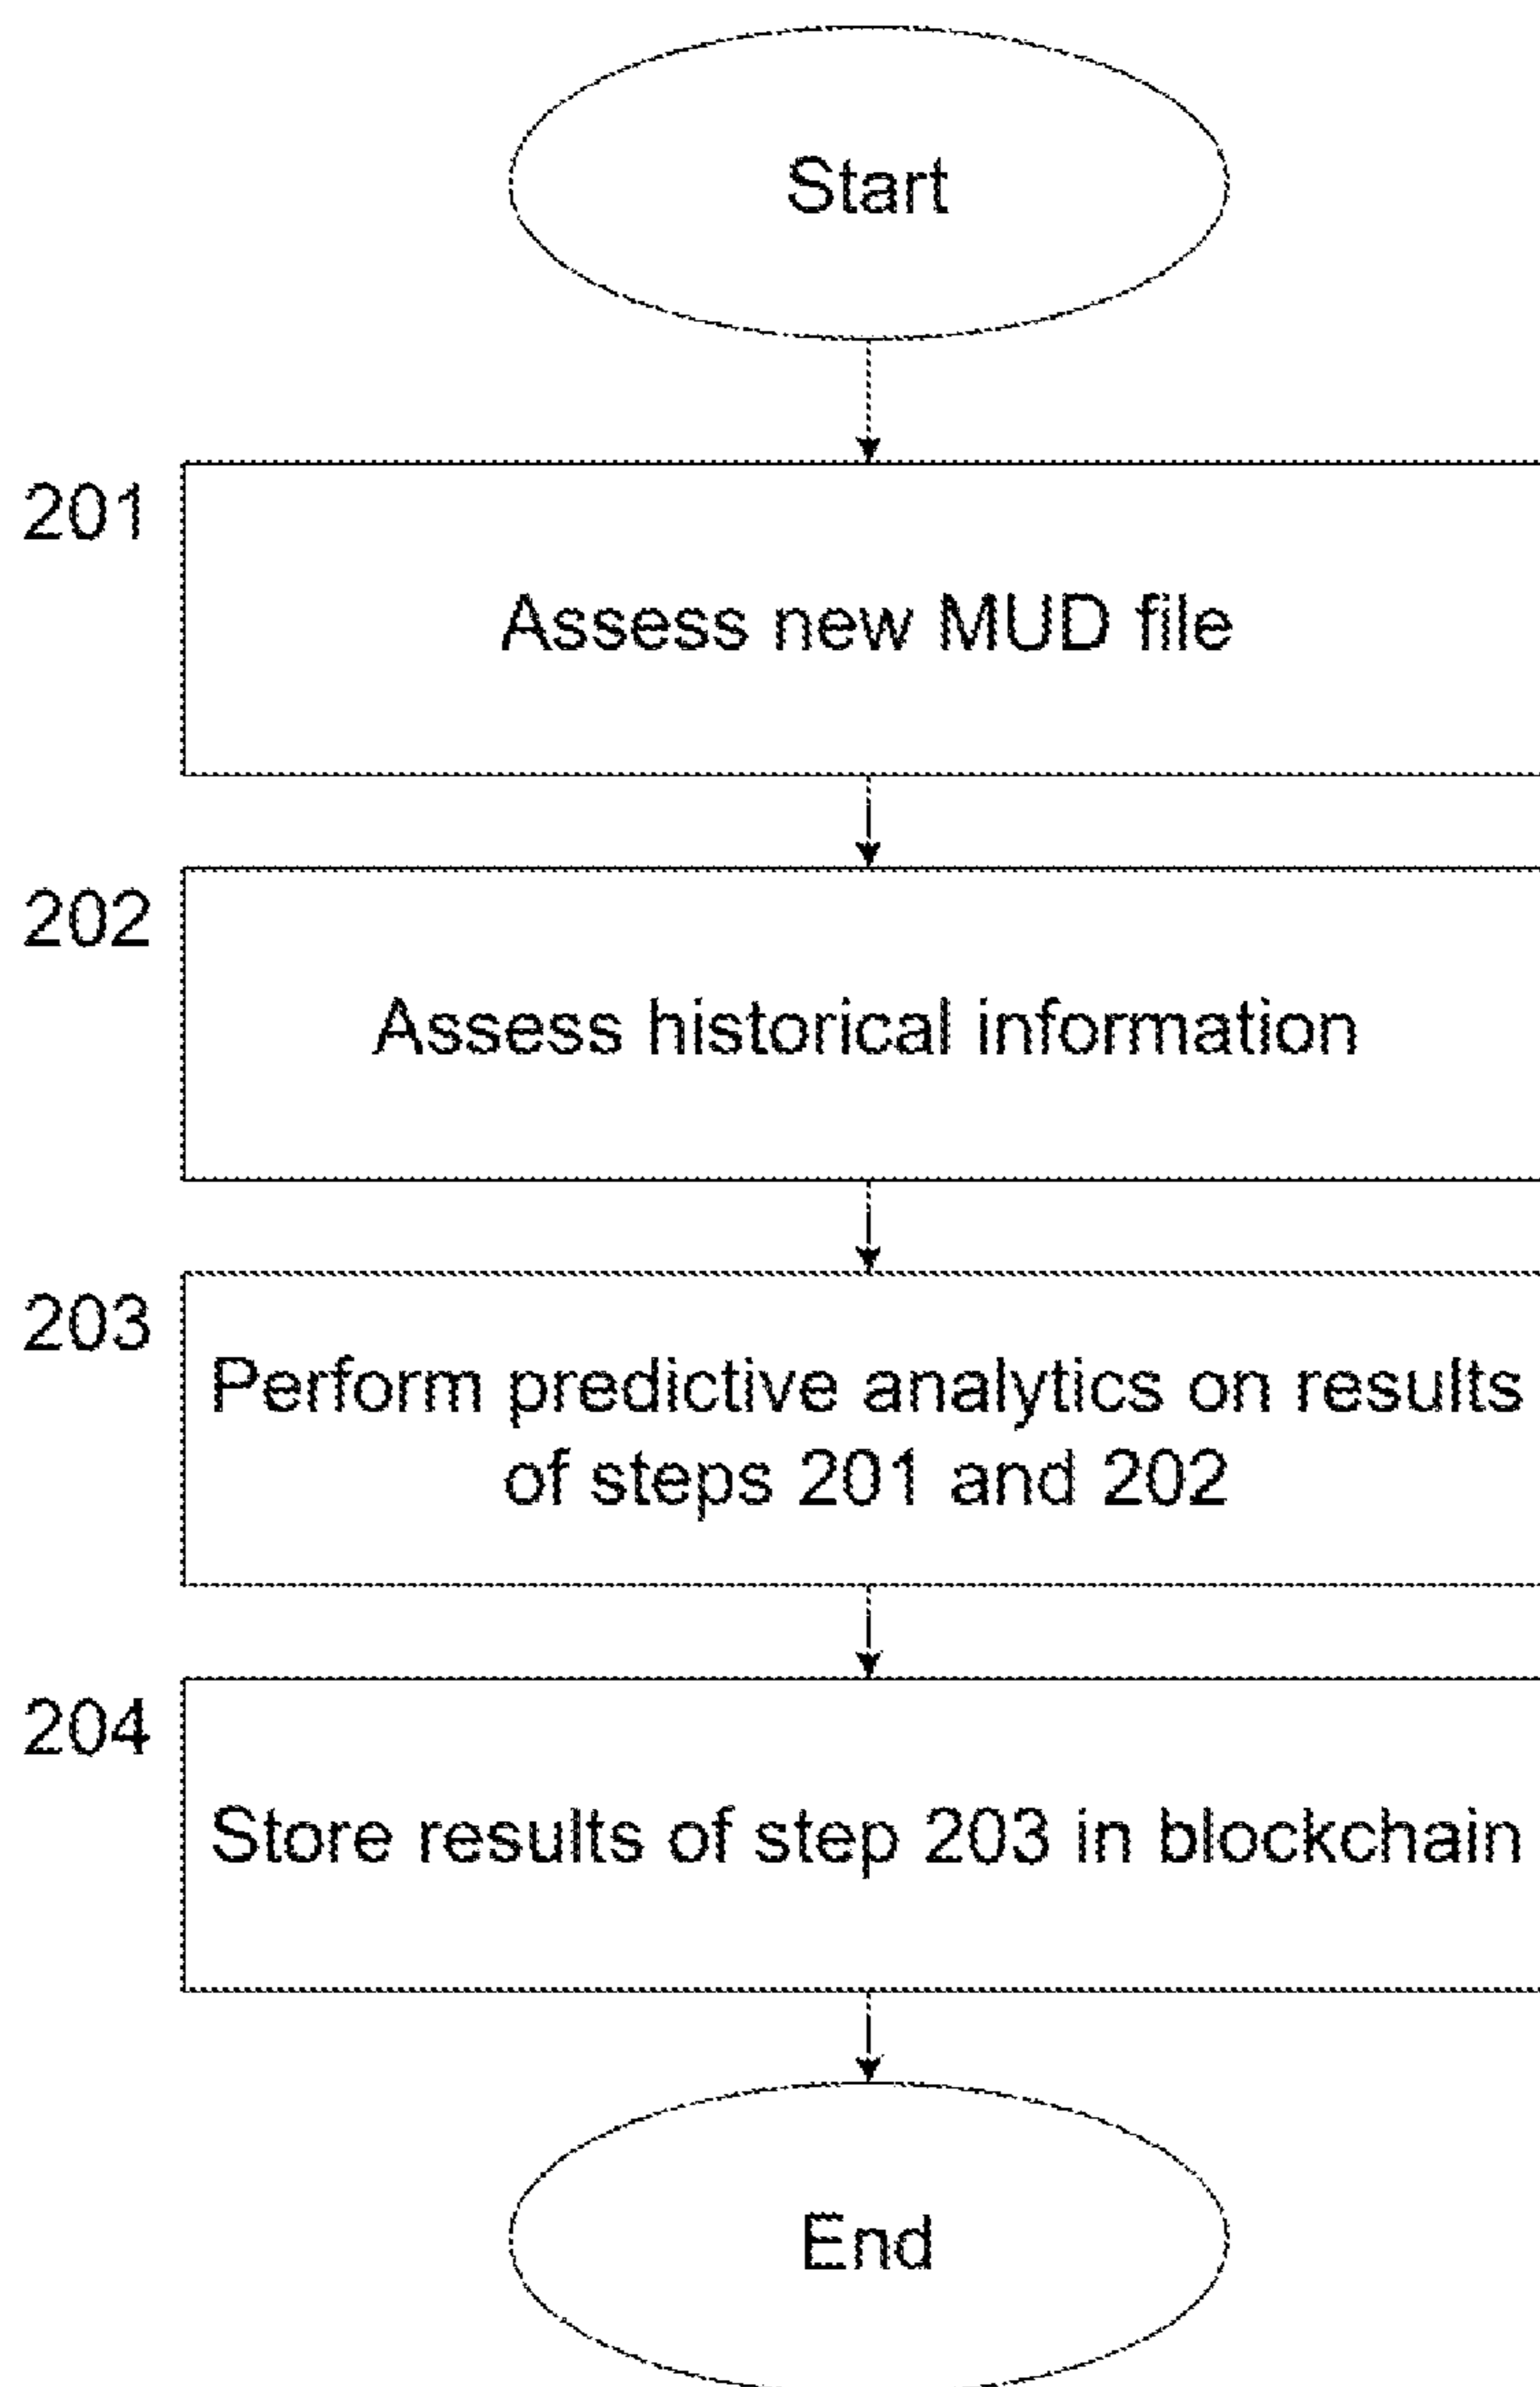 Start
201
Assess new MUD file
202
Assess historical information
203
Perform predictive analytics on results
of steps 201 and 202
204
Store results of step 203 in blockchain
End